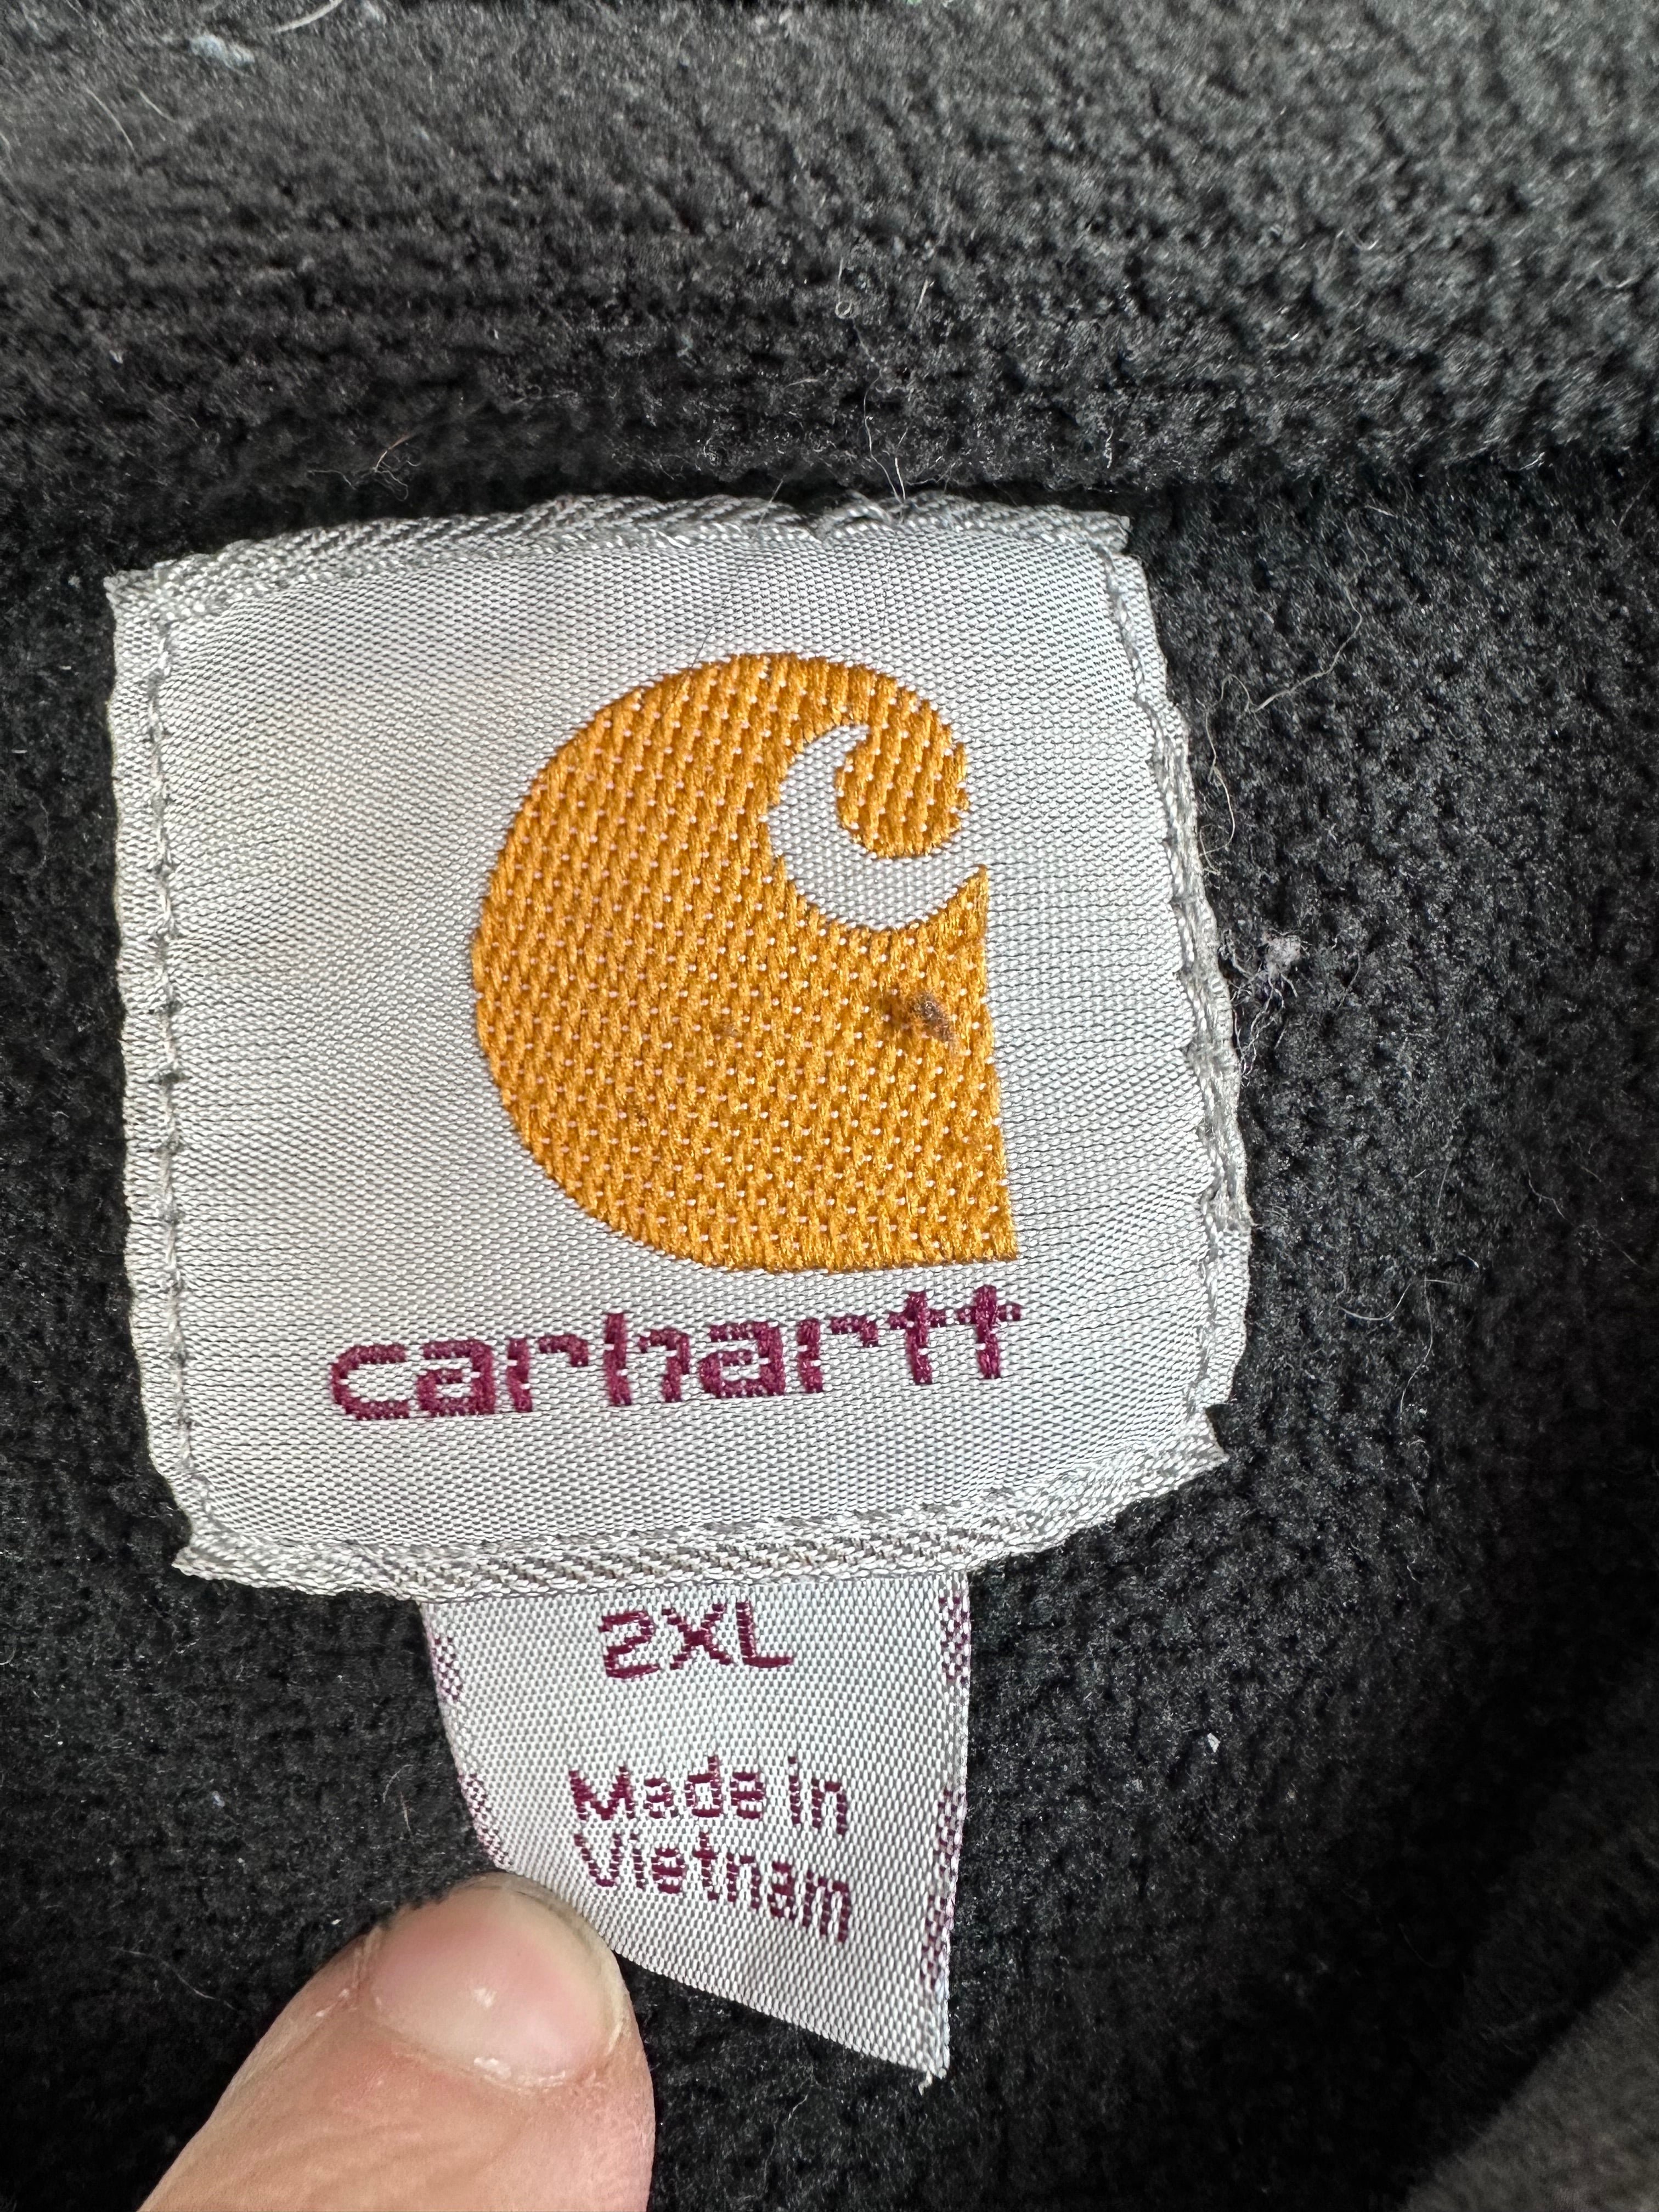 carhartt
2XL
Made in
Vietnam